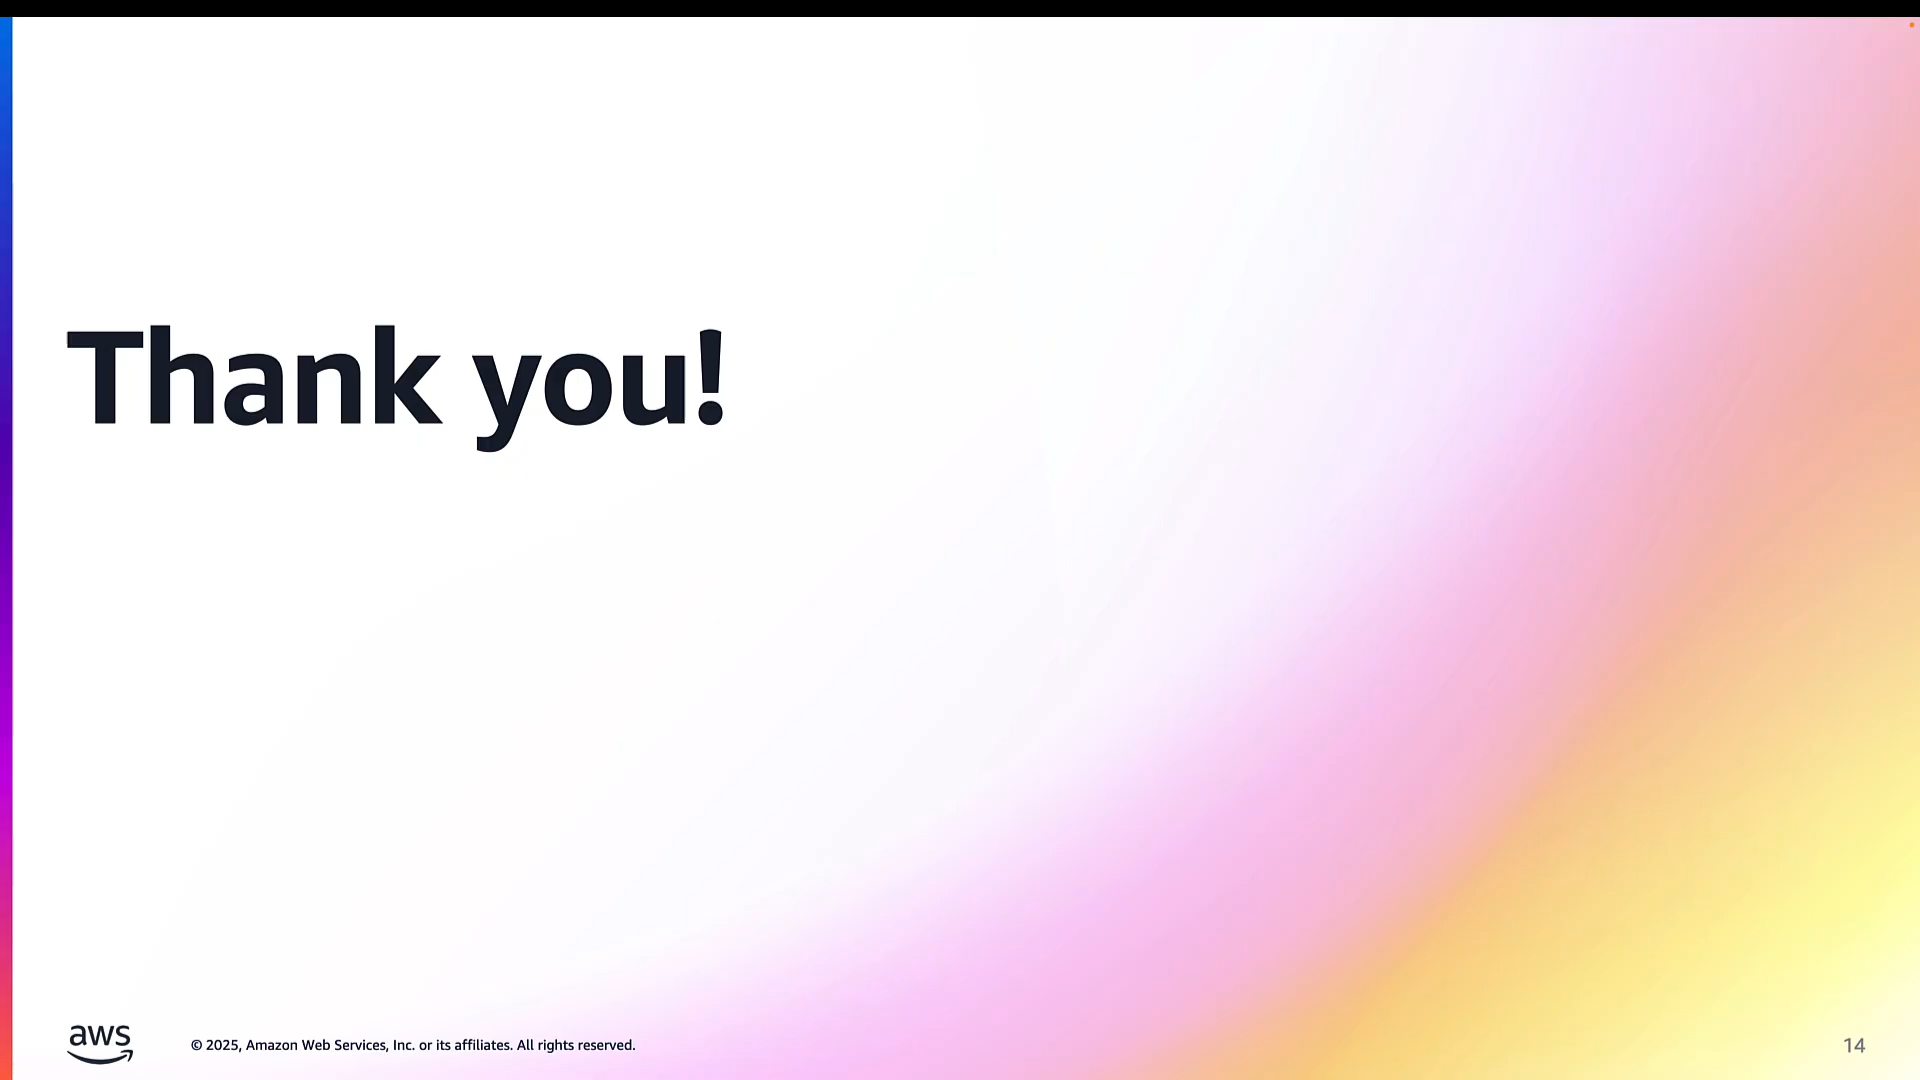 Thank you!
aws
© 2025, Amazon Web Services, Inc. or its affiliates. All rights reserved.
14